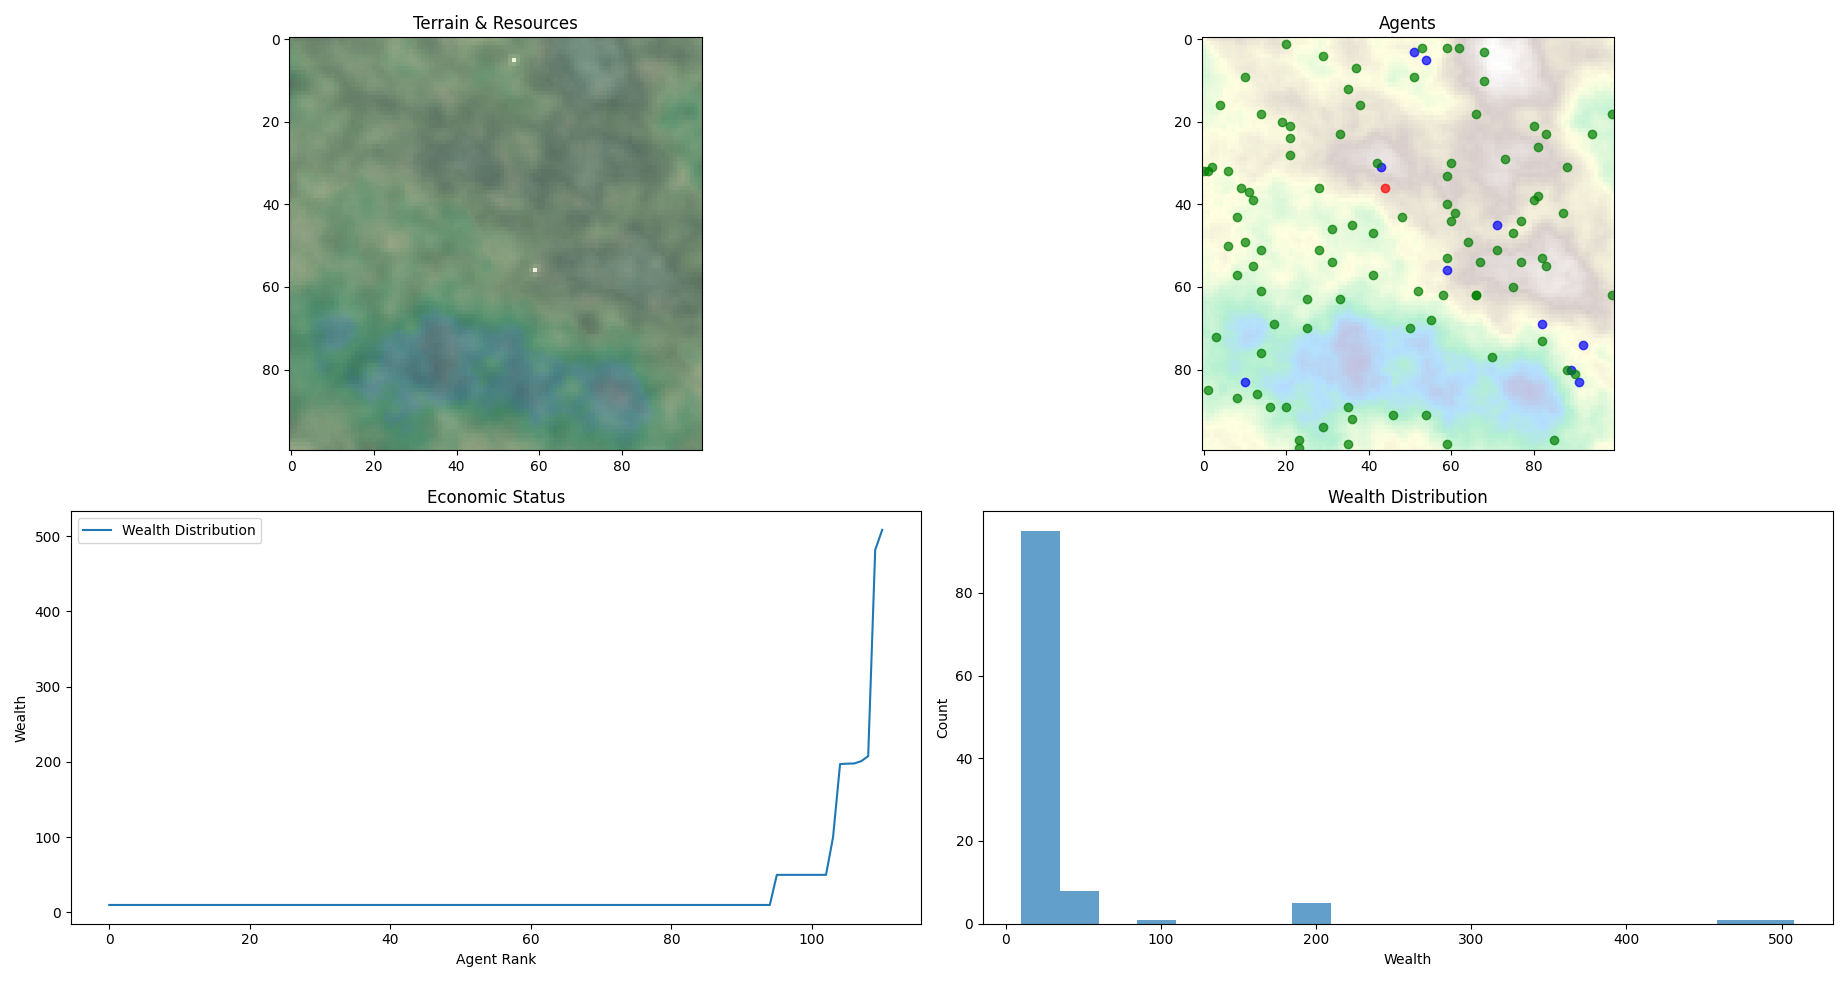 Terrain & Resources
0
20
40
60
80
0 20 40 60 80
Agents
0
20
40
60
80
0 20 40 60 80
Economic Status
Wealth Distribution
500
400
300
200
100
0
Wealth
0 20 40 60 80 100
Agent Rank
Wealth Distribution
80
60
40
20
0
Count
0 100 200 300 400 500
Wealth